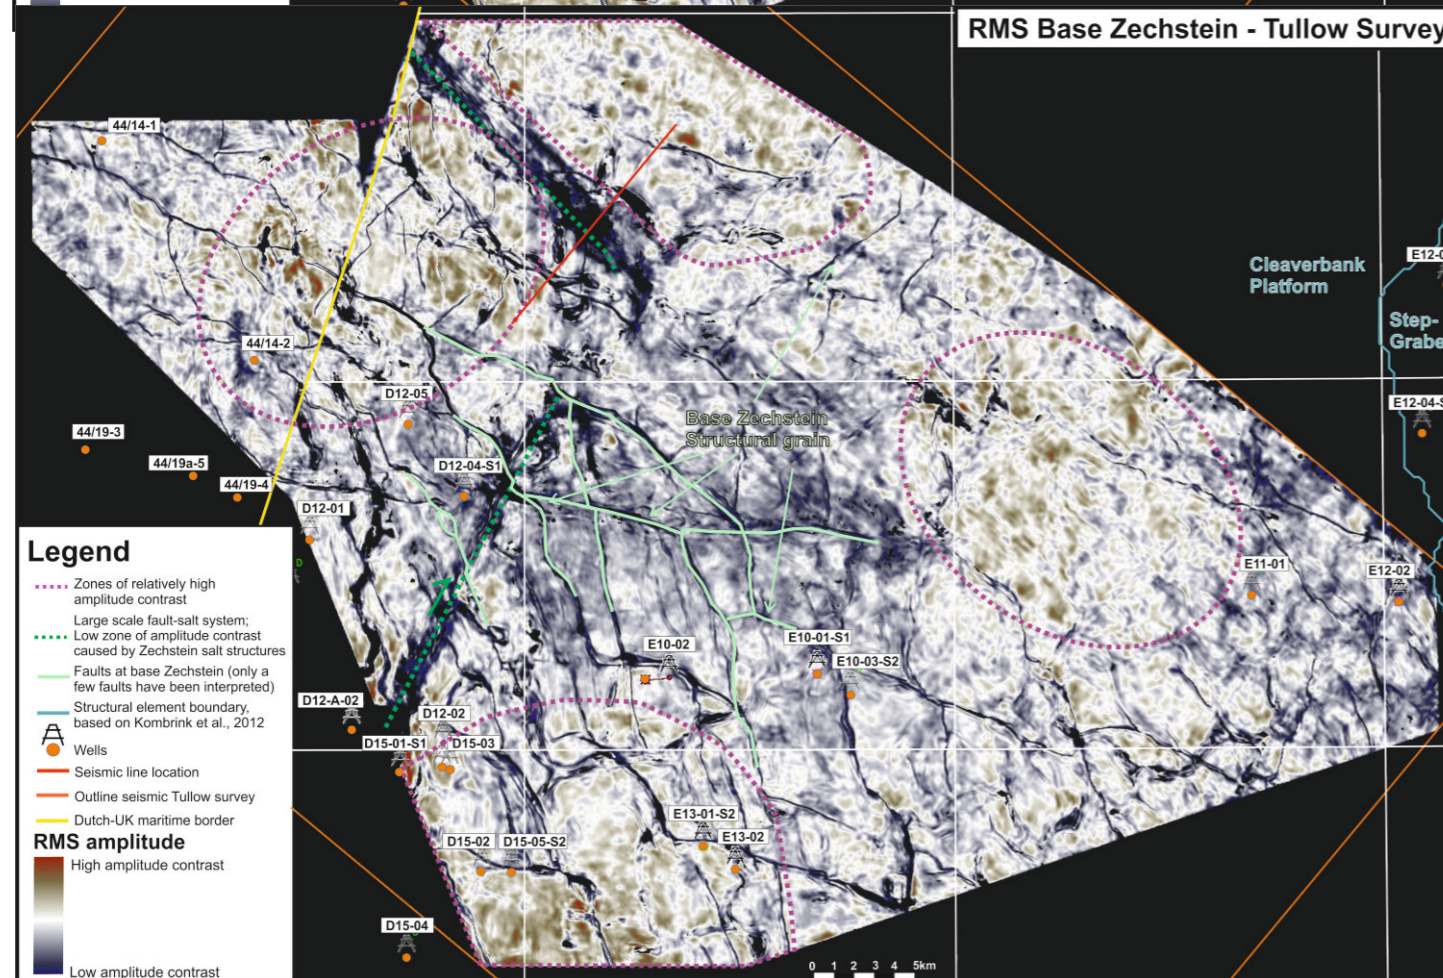 RMS Base Zechstein - Tullow Survey
44/14-1
Cleaverbank
Platform
Step-
44/14-2
D12-05
Base Zechstein
Structural grain
44/19-3
44/19a-5
44/19-4
D12-04-S1
D12-01
D
E11-01
E12-02
E10-02
E10-01-S1
E10-03-S2
D12-A-02
D12-02
D15-01-S1
D15-03
E13-01-S2
E13-02
D15-02
D15-05-S2
D15-04
Legend
Zones of relatively high
amplitude contrast
Large scale fault-salt system;
Low zone of amplitude contrast
caused by Zechstein salt structures
Faults at base Zechstein (only a
few faults have been interpreted)
Structural element boundary,
based on Kombrink et al., 2012
Wells
Seismic line location
Outline seismic Tullow survey
Dutch-UK maritime border
RMS amplitude
High amplitude contrast
Low amplitude contrast
0 1 2 3 4 5km